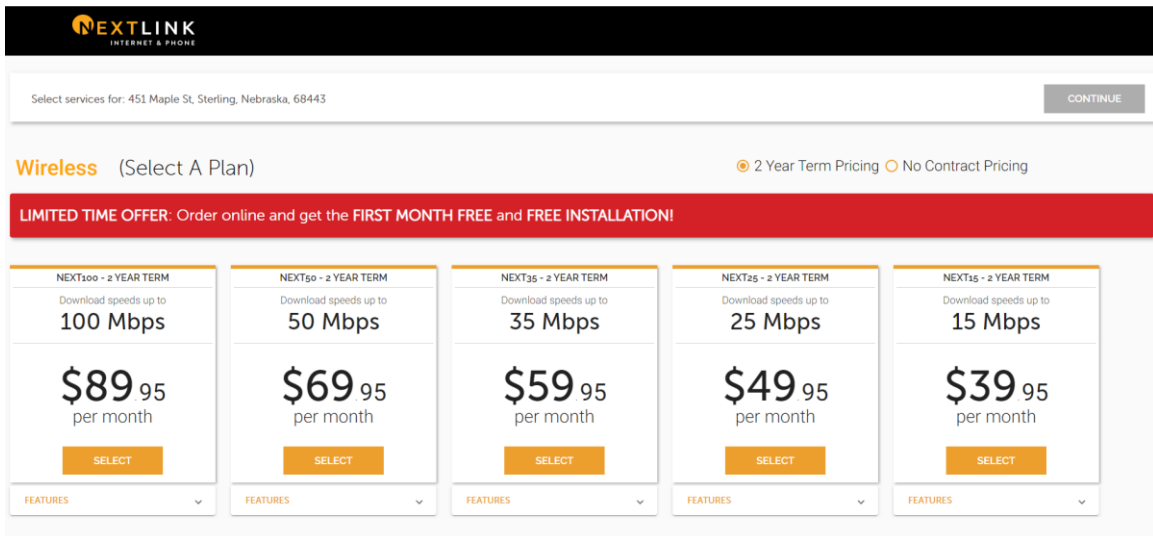 NEXTLINK
INTERNET & PHONE
Select services for: 451 Maple St, Sterling, Nebraska, 68443
CONTINUE
Wireless (Select A Plan)
2 Year Term Pricing No Contract Pricing
LIMITED TIME OFFER: Order online and get the FIRST MONTH FREE and FREE INSTALLATION!
NEXT100 - 2 YEAR TERM
Download speeds up to
100 Mbps
$89.95
per month
SELECT
FEATURES
NEXT50 - 2 YEAR TERM
Download speeds up to
50 Mbps
$69.95
per month
SELECT
FEATURES
NEXT35 - 2 YEAR TERM
Download speeds up to
35 Mbps
$59.95
per month
SELECT
FEATURES
NEXT25 - 2 YEAR TERM
Download speeds up to
25 Mbps
$49.95
per month
SELECT
FEATURES
NEXT15 - 2 YEAR TERM
Download speeds up to
15 Mbps
$39.95
per month
SELECT
FEATURES